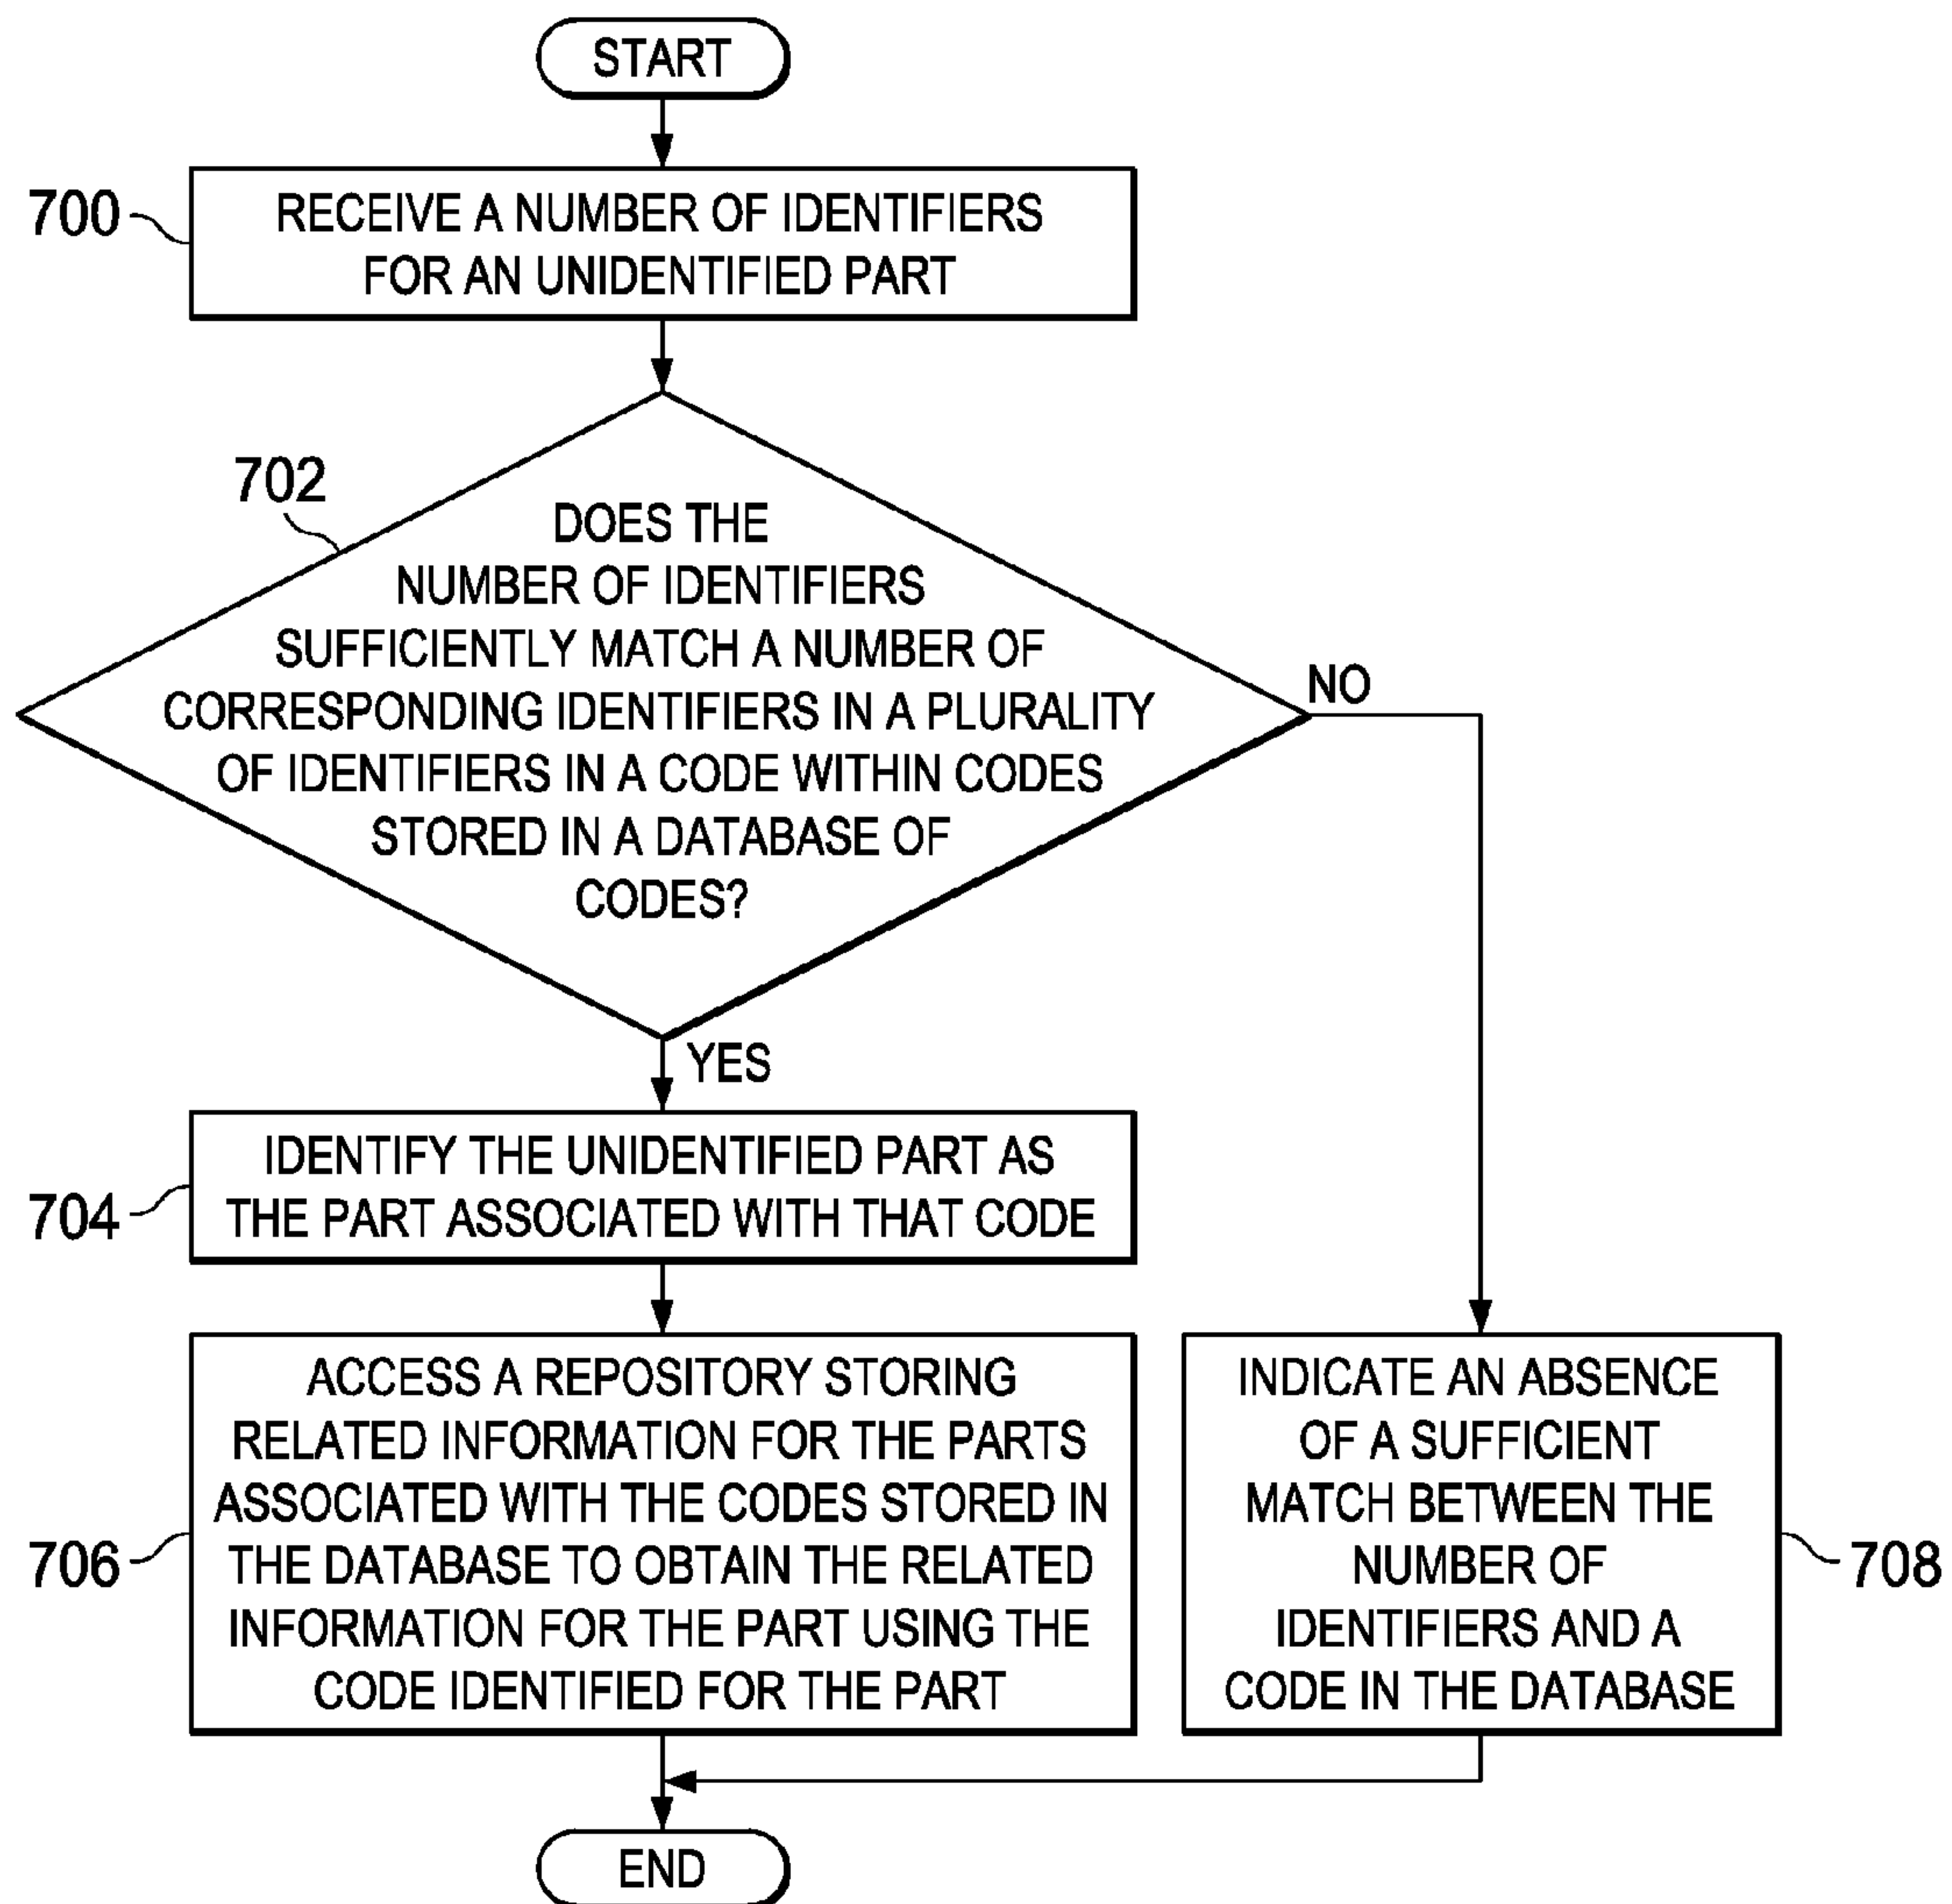 START
700
RECEIVE A NUMBER OF IDENTIFIERS
FOR AN UNIDENTIFIED PART
702
DOES THE
NUMBER OF IDENTIFIERS
SUFFICIENTLY MATCH A NUMBER OF
CORRESPONDING IDENTIFIERS IN A PLURALITY
OF IDENTIFIERS IN A CODE WITHIN CODES
STORED IN A DATABASE OF
CODES?
NO
YES
704
IDENTIFY THE UNIDENTIFIED PART AS
THE PART ASSOCIATED WITH THAT CODE
706
ACCESS A REPOSITORY STORING
RELATED INFORMATION FOR THE PARTS
ASSOCIATED WITH THE CODES STORED IN
THE DATABASE TO OBTAIN THE RELATED
INFORMATION FOR THE PART USING THE
CODE IDENTIFIED FOR THE PART
INDICATE AN ABSENCE
OF A SUFFICIENT
MATCH BETWEEN THE
NUMBER OF
IDENTIFIERS AND A
CODE IN THE DATABASE
708
END